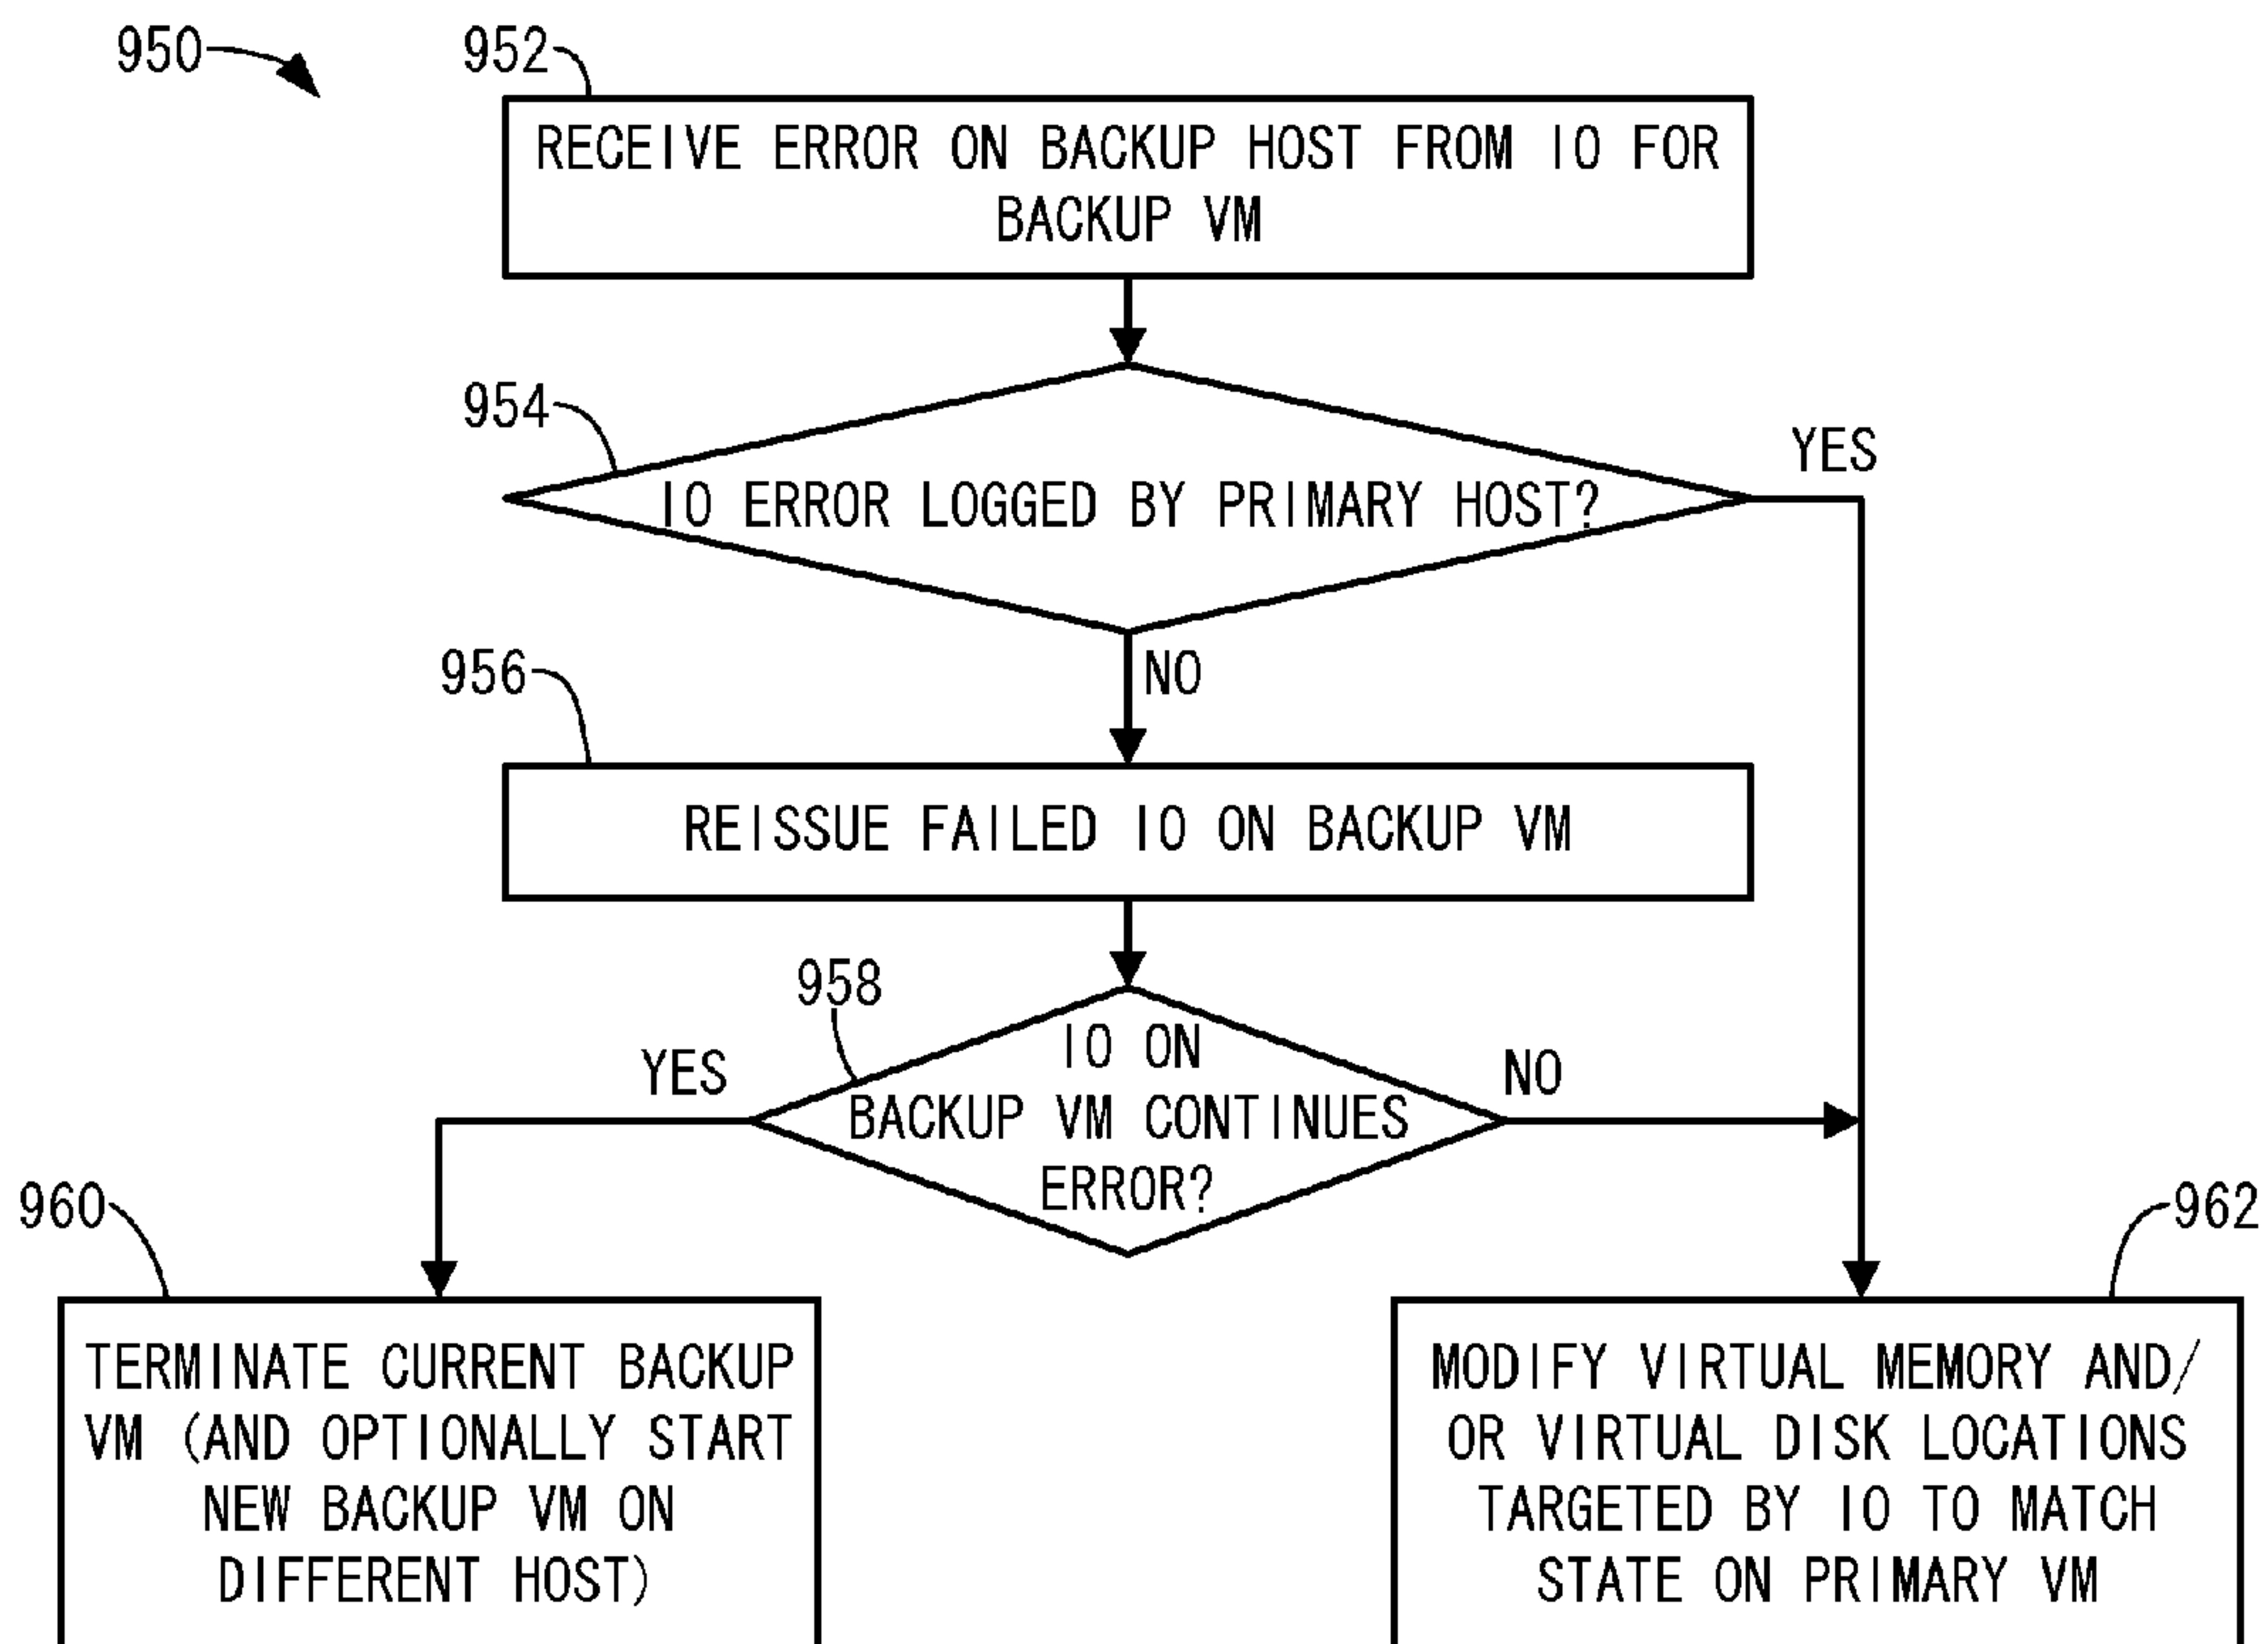 950
952
RECEIVE ERROR ON BACKUP HOST FROM IO FOR
BACKUP VM
954
YES
IO ERROR LOGGED BY PRIMARY HOST?
956
NO
REISSUE FAILED IO ON BACKUP VM
958
YES
IO ON
BACKUP VM CONTINUES
ERROR?
NO
960
962
TERMINATE CURRENT BACKUP
VM (AND OPTIONALLY START
NEW BACKUP VM ON
DIFFERENT HOST)
MODIFY VIRTUAL MEMORY AND/
OR VIRTUAL DISK LOCATIONS
TARGETED BY IO TO MATCH
STATE ON PRIMARY VM